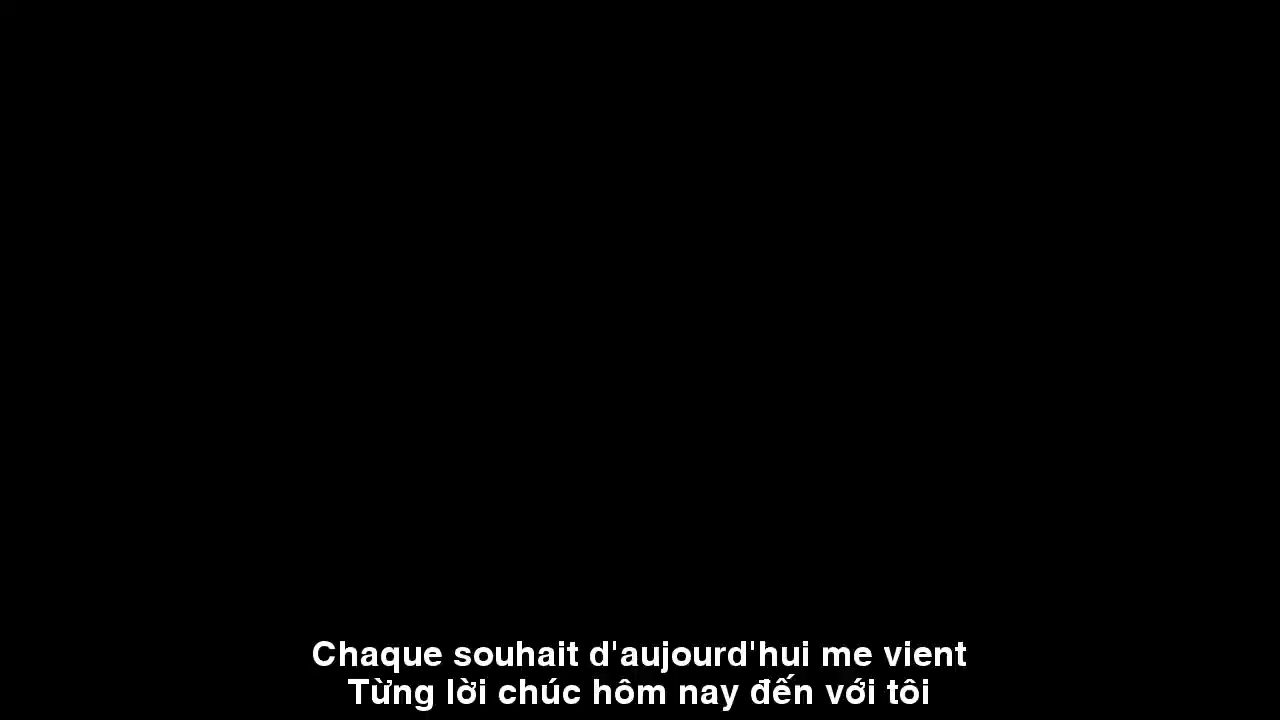 Chaque souhait d'aujourd'hui me vient
Từng lời chúc hôm nay đến với tôi